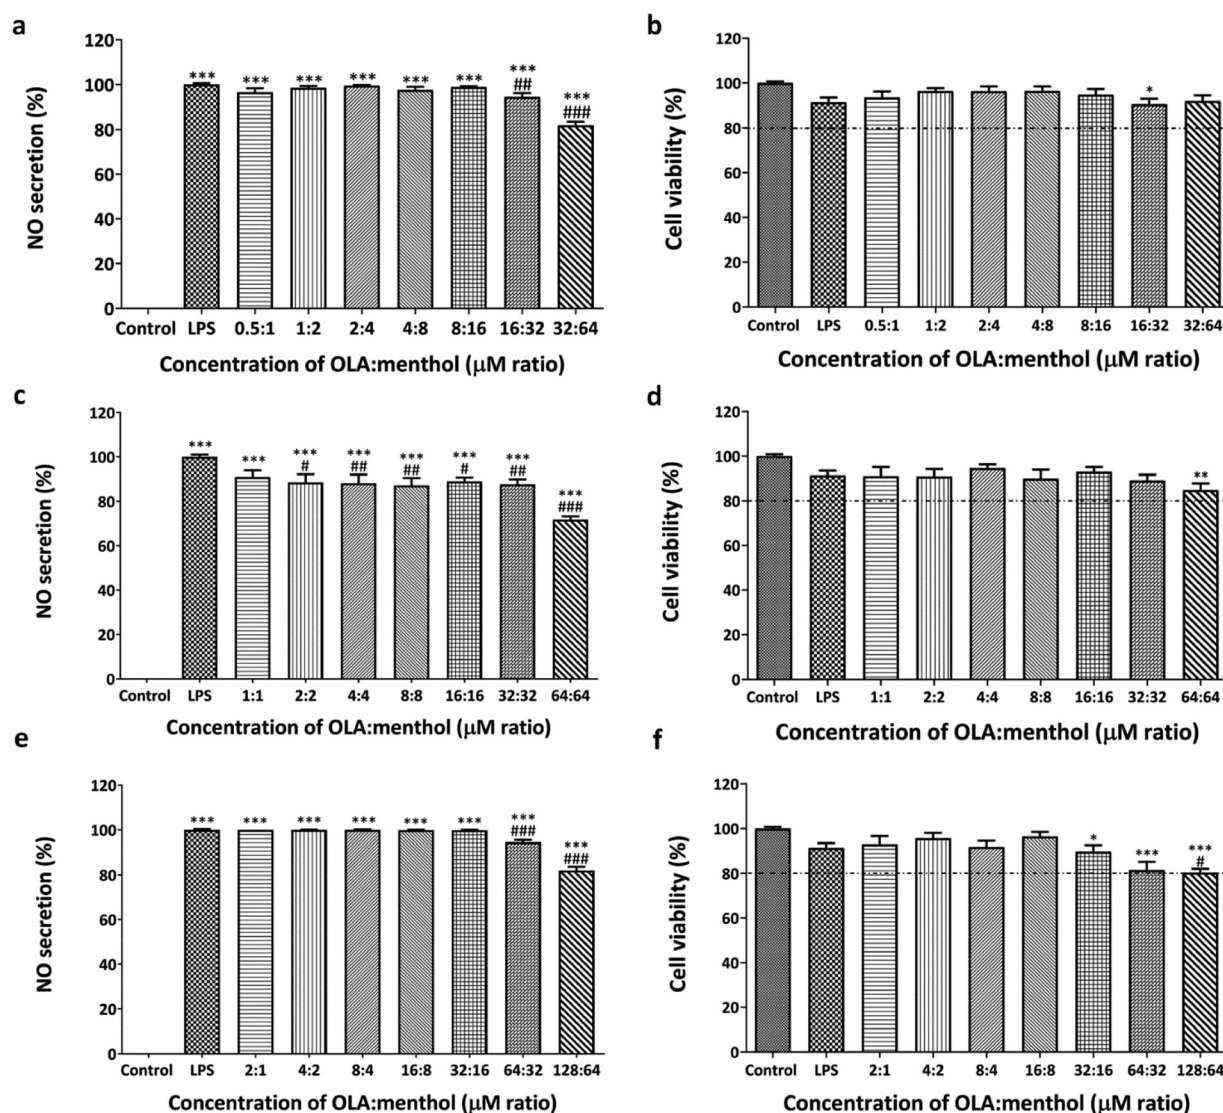 a
NO secretion (%)
120
100
80
60
40
20
0
*** *** *** *** *** *** *** ***
## ###
Control LPS 0.5:1 1:2 2:4 4:8 8:16 16:32 32:64
Concentration of OLA:menthol (μM ratio)
b
Cell viability (%)
120
100
80
60
40
20
0
*
Control LPS 0.5:1 1:2 2:4 4:8 8:16 16:32 32:64
Concentration of OLA:menthol (μM ratio)
c
NO secretion (%)
120
100
80
60
40
20
0
*** *** *** *** *** *** *** ***
# ## ## # ## ###
Control LPS 1:1 2:2 4:4 8:8 16:16 32:32 64:64
Concentration of OLA:menthol (μM ratio)
d
Cell viability (%)
120
100
80
60
40
20
0
**
Control LPS 1:1 2:2 4:4 8:8 16:16 32:32 64:64
Concentration of OLA:menthol (μM ratio)
e
NO secretion (%)
120
100
80
60
40
20
0
*** *** *** *** *** *** *** ***
### ###
Control LPS 2:1 4:2 8:4 16:8 32:16 64:32 128:64
Concentration of OLA:menthol (μM ratio)
f
Cell viability (%)
120
100
80
60
40
20
0
* *** ***
#
Control LPS 2:1 4:2 8:4 16:8 32:16 64:32 128:64
Concentration of OLA:menthol (μM ratio)